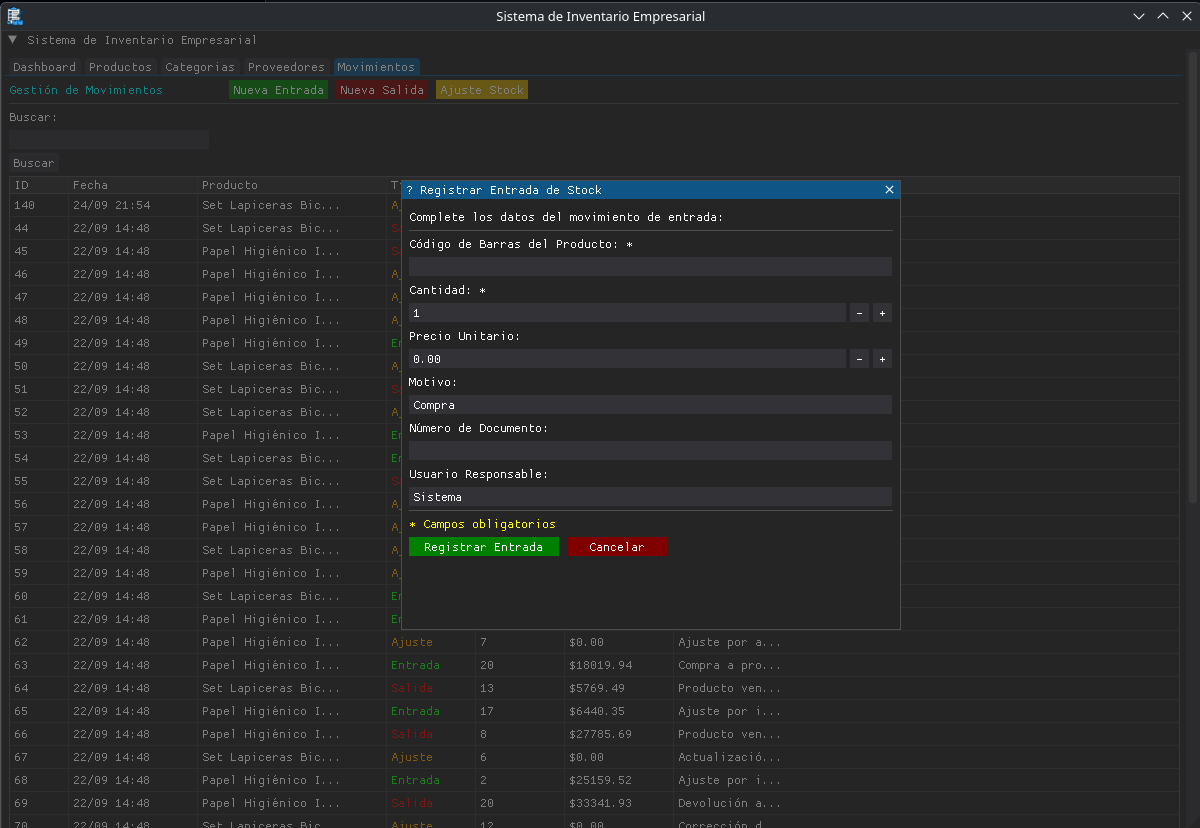 Sistema de Inventario Empresarial
Sistema de Inventario Empresarial
Dashboard Productos Categorias Proveedores Movimientos
Gestión de Movimientos Nueva Entrada Nueva Salida Ajuste Stock
Buscar:
Buscar
ID Fecha Producto
140 24/09 21:54 Set Lapiceras Bic...
44 22/09 14:48 Set Lapiceras Bic...
45 22/09 14:48 Papel Higiénico I...
46 22/09 14:48 Papel Higiénico I...
47 22/09 14:48 Papel Higiénico I...
48 22/09 14:48 Papel Higiénico I...
49 22/09 14:48 Papel Higiénico I...
50 22/09 14:48 Set Lapiceras Bic...
51 22/09 14:48 Set Lapiceras Bic...
52 22/09 14:48 Set Lapiceras Bic...
53 22/09 14:48 Papel Higiénico I...
54 22/09 14:48 Set Lapiceras Bic...
55 22/09 14:48 Set Lapiceras Bic...
56 22/09 14:48 Papel Higiénico I...
57 22/09 14:48 Papel Higiénico I...
58 22/09 14:48 Set Lapiceras Bic...
59 22/09 14:48 Papel Higiénico I...
60 22/09 14:48 Set Lapiceras Bic...
61 22/09 14:48 Papel Higiénico I...
62 22/09 14:48 Papel Higiénico I... Ajuste 7 $0.00 Ajuste por a...
63 22/09 14:48 Papel Higiénico I... Entrada 20 $18019.94 Compra a pro...
64 22/09 14:48 Set Lapiceras Bic... Salida 13 $5769.49 Producto ven...
65 22/09 14:48 Papel Higiénico I... Entrada 17 $6440.35 Ajuste por i...
66 22/09 14:48 Papel Higiénico I... Salida 8 $27785.69 Producto ven...
67 22/09 14:48 Set Lapiceras Bic... Ajuste 6 $0.00 Actualizació...
68 22/09 14:48 Papel Higiénico I... Entrada 2 $25159.52 Ajuste por i...
69 22/09 14:48 Papel Higiénico I... Salida 20 $33341.93 Devolución a...
70 22/09 14:48 Set Lapiceras Bic... Ajuste 12 $0.00 Corrección d...
? Registrar Entrada de Stock
Complete los datos del movimiento de entrada:
Código de Barras del Producto: *
Cantidad: *
1 - +
Precio Unitario:
0.00 - +
Motivo:
Compra
Número de Documento:
Usuario Responsable:
Sistema
* Campos obligatorios
Registrar Entrada Cancelar